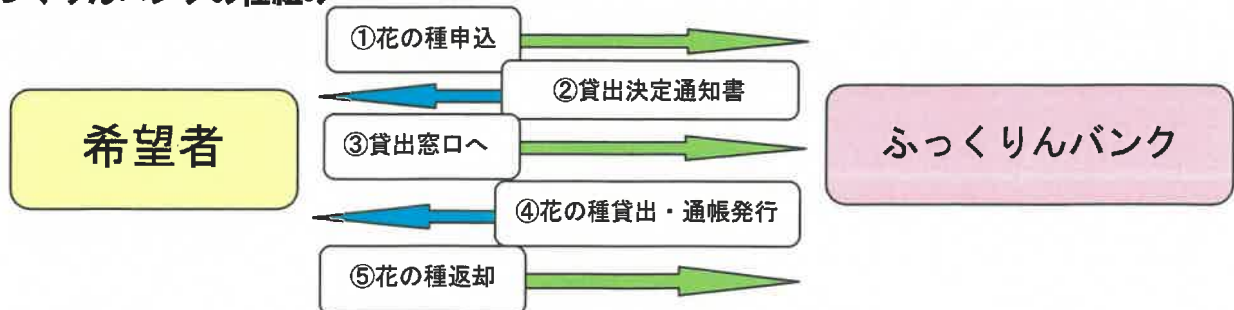 ①花の種申込
②貸出決定通知書
希望者
③貸出窓口へ
ふっくりんバンク
④花の種貸出・通帳発行
⑤花の種返却